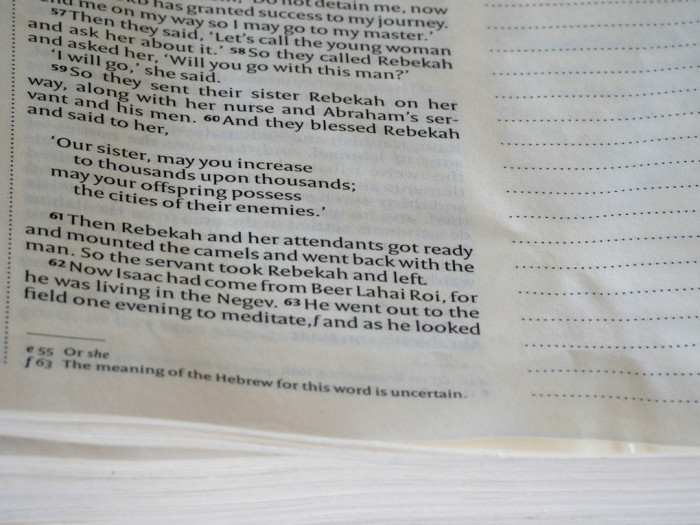 not detain me, now
has granted success to my journey.
me on my way so I may go to my master.’
57 Then they said, ‘Let’s call the young woman
and ask her about it.’ 58 So they called Rebekah
and asked her, ‘Will you go with this man?’
‘I will go,’ she said.
59 So they sent their sister Rebekah on her
way, along with her nurse and Abraham’s ser-
vant and his men. 60 And they blessed Rebekah
and said to her,
‘Our sister, may you increase
to thousands upon thousands;
may your offspring possess
the cities of their enemies.’
61 Then Rebekah and her attendants got ready
and mounted the camels and went back with the
man. So the servant took Rebekah and left.
62 Now Isaac had come from Beer Lahai Roi, for
he was living in the Negev. 63 He went out to the
field one evening to meditate,f and as he looked
e 55 Or she
f 63 The meaning of the Hebrew for this word is uncertain.